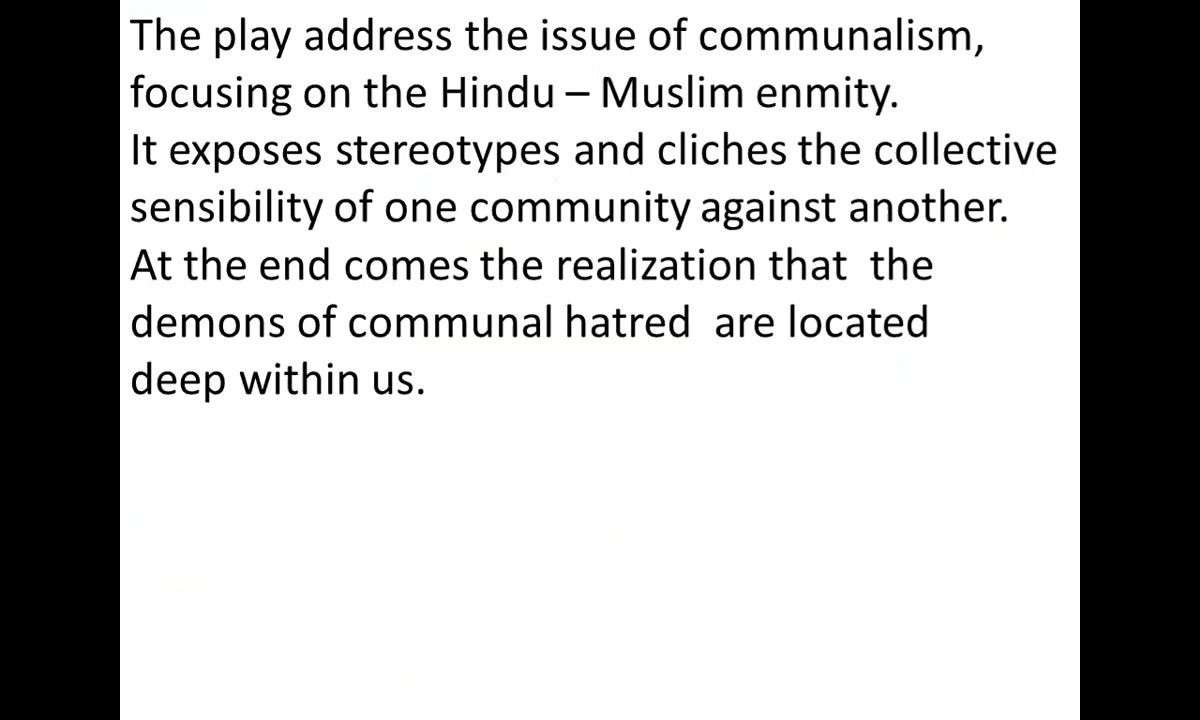 The play address the issue of communalism,
focusing on the Hindu – Muslim enmity.
It exposes stereotypes and cliches the collective
sensibility of one community against another.
At the end comes the realization that  the
demons of communal hatred  are located
deep within us.